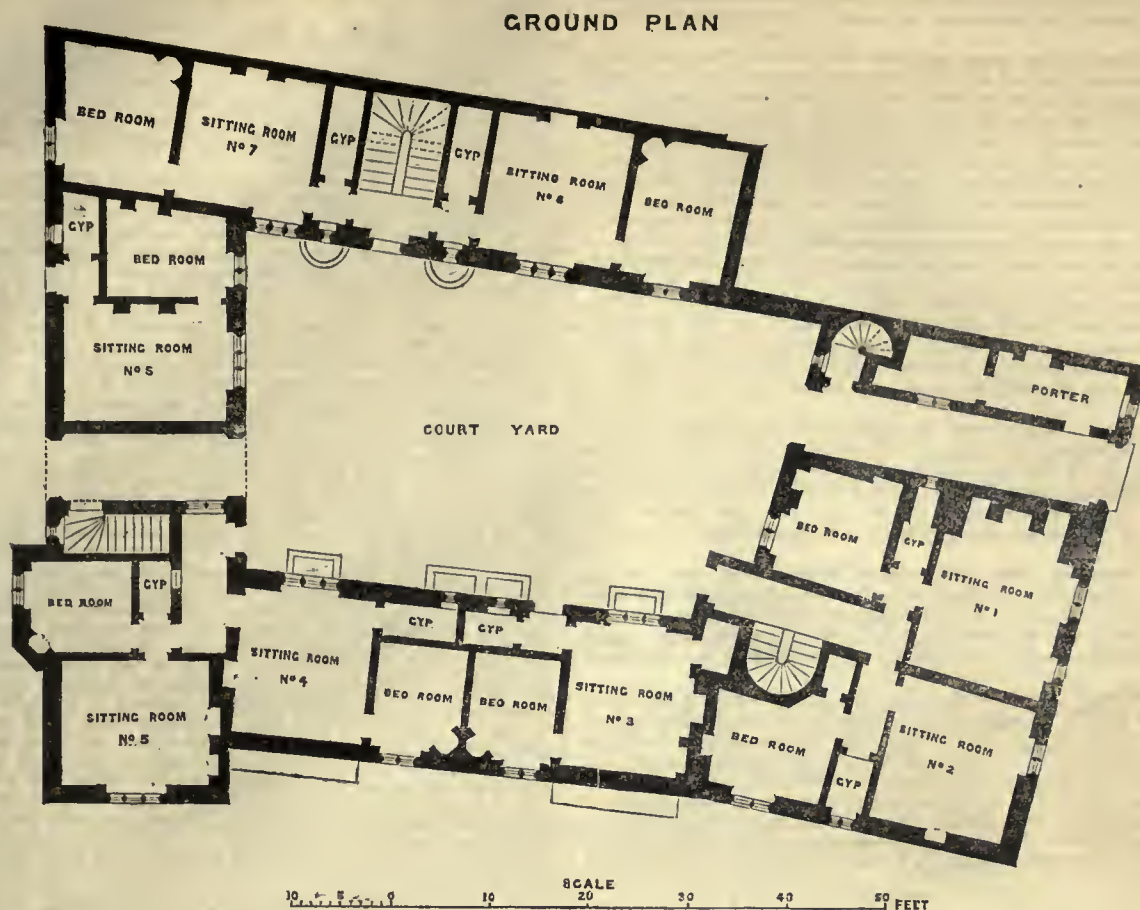 GROUND PLAN
BED ROOM
SITTING ROOM
Nº 7
GYP
GYP
SITTING ROOM
Nº
BED ROOM
GYP
BED ROOM
SITTING ROOM
Nº
COURT YARD
PORTER
BED ROOM
GYP
SITTING ROOM
Nº 1
BED ROOM
GYP
SITTING ROOM
Nº 5
SITTING ROOM
Nº 4
GYP
GYP
BED ROOM
BED ROOM
SITTING ROOM
Nº 3
BED ROOM
GYP
SITTING ROOM
Nº 2
SCALE
10 5 0 10 20 30 40 50 FEET